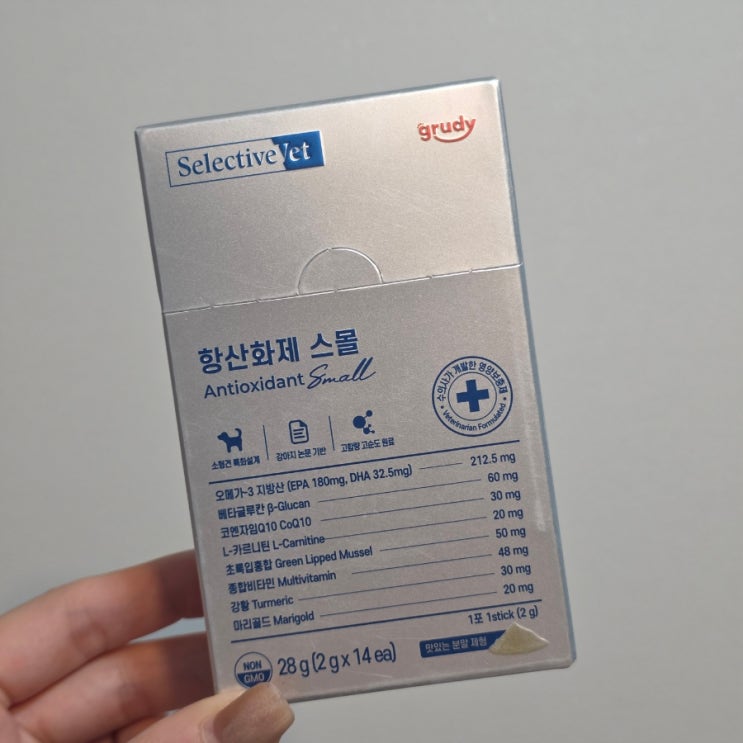 SelectiveVet
grudy
항산화제 스몰
Antioxidant Small
수의사가 개발한 영양보충제
Veterinarian Formulated
소형견 특화설계
강아지 논문 기반
고함량 고순도 원료
오메가-3 지방산 (EPA 180mg, DHA 32.5mg) 212.5 mg
베타글루칸 β-Glucan 60 mg
코엔자임Q10 CoQ10 30 mg
L-카르니틴 L-Carnitine 20 mg
초록입홍합 Green Lipped Mussel 50 mg
종합비타민 Multivitamin 48 mg
강황 Turmeric 30 mg
마리골드 Marigold 20 mg
1포 1stick (2 g)
NON
GMO
28 g (2 g x 14 ea)
맛있는 분말 제형